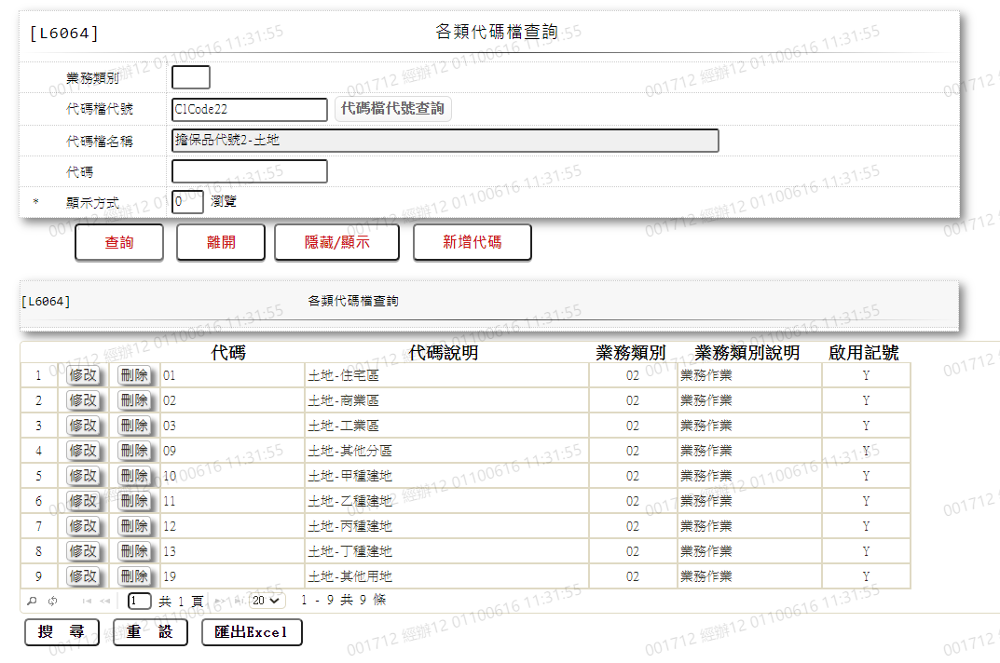 [L6064] 各類代碼檔查詢
業務類別
代碼檔代號 ClCode22 代碼檔代號查詢
代碼檔名稱 擔保品代號2-土地
代碼
* 顯示方式 0 瀏覽
查詢 離開 隱藏/顯示 新增代碼
[L6064] 各類代碼檔查詢
代碼 代碼說明 業務類別 業務類別說明 啟用記號
1 修改 刪除 01 土地-住宅區 02 業務作業 Y
2 修改 刪除 02 土地-商業區 02 業務作業 Y
3 修改 刪除 03 土地-工業區 02 業務作業 Y
4 修改 刪除 09 土地-其他分區 02 業務作業 Y
5 修改 刪除 10 土地-甲種建地 02 業務作業 Y
6 修改 刪除 11 土地-乙種建地 02 業務作業 Y
7 修改 刪除 12 土地-丙種建地 02 業務作業 Y
8 修改 刪除 13 土地-丁種建地 02 業務作業 Y
9 修改 刪除 19 土地-其他用地 02 業務作業 Y
1 共 1 頁 20 1 - 9 共 9 條
搜 尋 重 設 匯出Excel
001712 經辦12 01100616 11:31:55